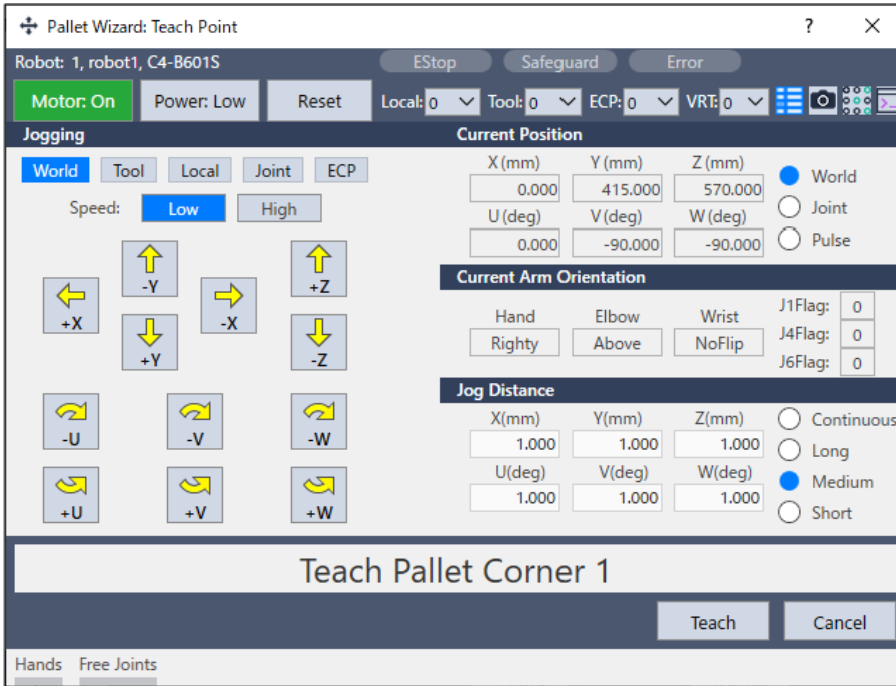 Pallet Wizard: Teach Point
?
Robot: 1, robot1, C4-B601S
EStop
Safeguard
Error
Motor: On
Power: Low
Reset
Local: 0
Tool: 0
ECP: 0
VRT: 0
Jogging
World
Tool
Local
Joint
ECP
Speed:
Low
High
-Y
+Z
+X
-X
+Y
-Z
-U
-V
-W
+U
+V
+W
Current Position
X (mm)
Y (mm)
Z (mm)
0.000
415.000
570.000
U (deg)
V (deg)
W (deg)
0.000
-90.000
-90.000
World
Joint
Pulse
Current Arm Orientation
Hand
Elbow
Wrist
Righty
Above
NoFlip
J1Flag: 0
J4Flag: 0
J6Flag: 0
Jog Distance
X(mm)
Y(mm)
Z(mm)
1.000
1.000
1.000
U(deg)
V(deg)
W(deg)
1.000
1.000
1.000
Continuous
Long
Medium
Short
Teach Pallet Corner 1
Teach
Cancel
Hands
Free Joints